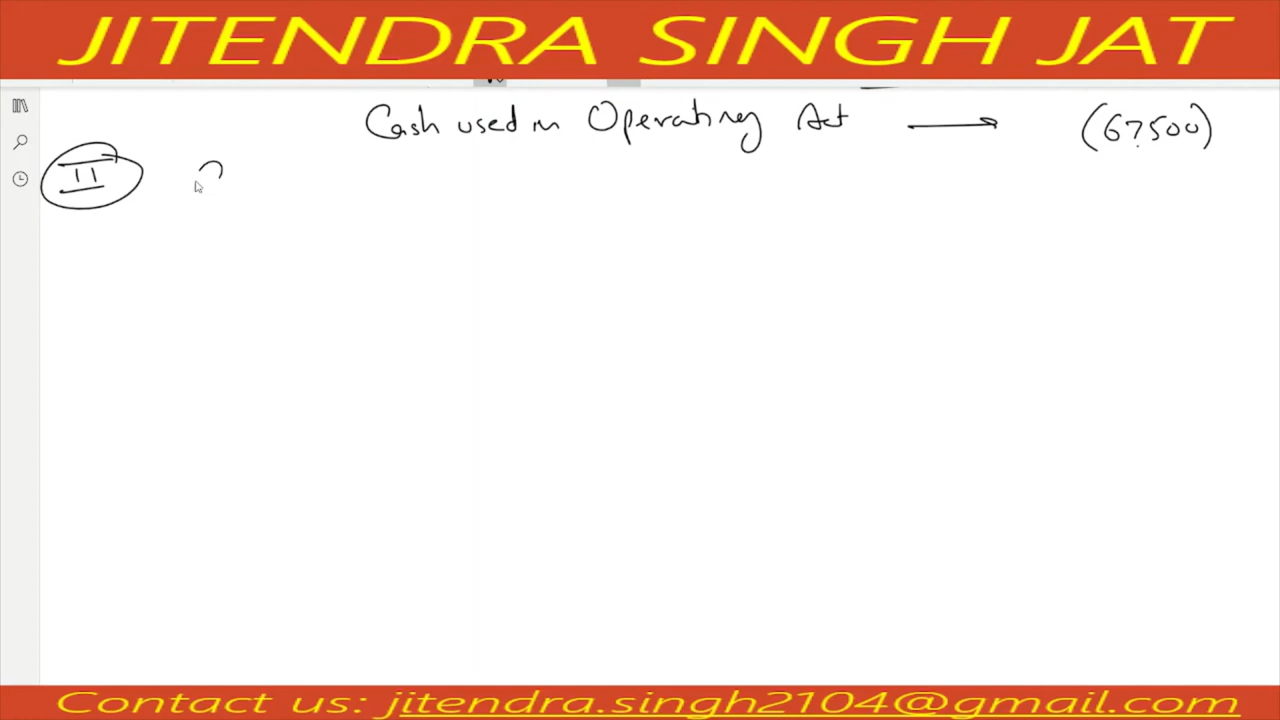 JITENDRA SINGH JAT
Cash used in Operating Act → (67500)
II
Contact us: jitendra.singh2104@gmail.com